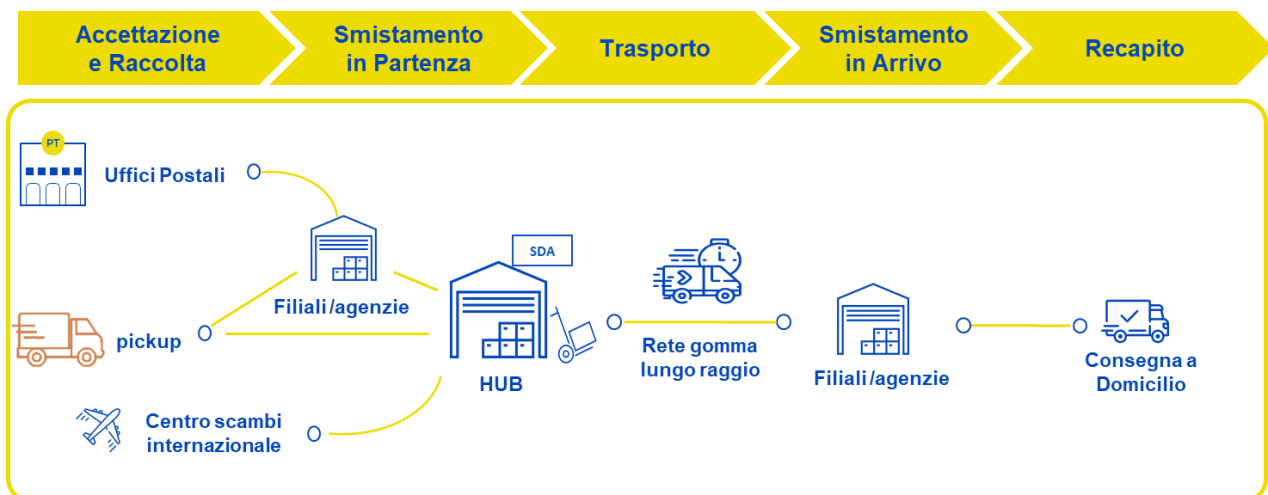 Accettazione
e Raccolta
Smistamento
in Partenza
Trasporto
Smistamento
in Arrivo
Recapito
PT
Uffici Postali
SDA
Filiali/agenzie
pickup
HUB
Rete gomma
lungo raggio
Filiali/agenzie
Consegna a
Domicilio
Centro scambi
internazionale